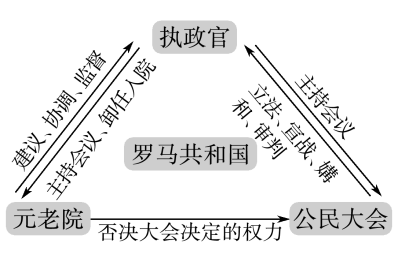 执政官
建议、协调、监督
主持会议、卸任入院
主持会议
立法、宣战、媾
和、审判
罗马共和国
元老院
否决大会决定的权力
公民大会